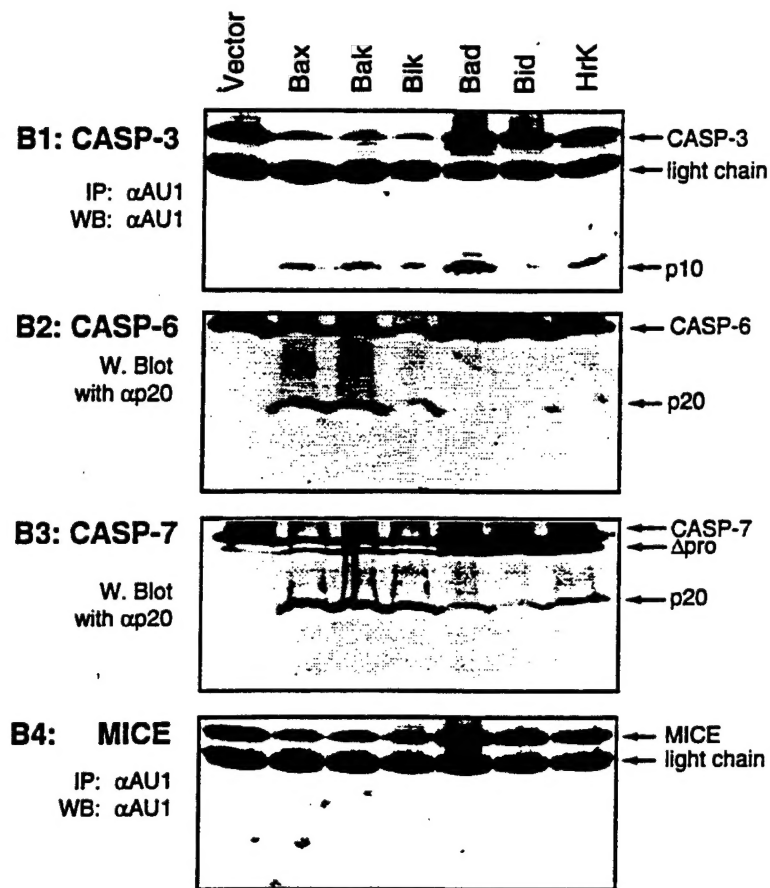 Vector Bax Bak Bik Bad Bid HrK
B1: CASP-3
IP: αAU1
WB: αAU1
CASP-3
light chain
p10
B2: CASP-6
W. Blot
with αp20
CASP-6
p20
B3: CASP-7
W. Blot
with αp20
CASP-7
Δpro
p20
B4: MICE
IP: αAU1
WB: αAU1
MICE
light chain